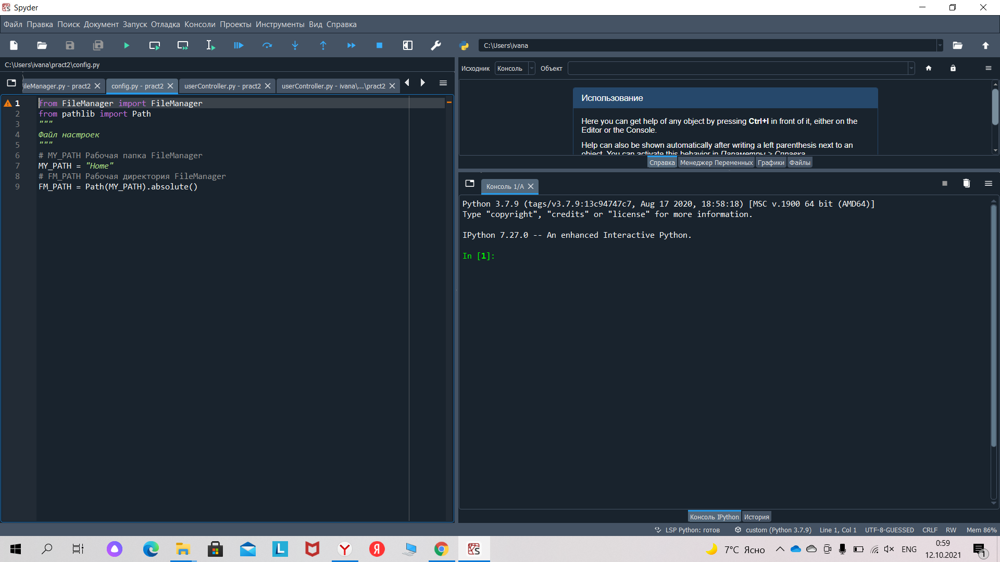 Spyder
Файл Правка Поиск Документ Запуск Отладка Консоли Проекты Инструменты Вид Справка
C:\Users\ivana
C:\Users\ivana\pract2\config.py
ileManager.py - pract2
config.py - pract2
userController.py - pract2
userController.py - ivana\...\pract2
1 from FileManager import FileManager
2 from pathlib import Path
3 """
4 Файл настроек
5 """
6 # MY_PATH Рабочая папка FileManager
7 MY_PATH = "Home"
8 # FM_PATH Рабочая директория FileManager
9 FM_PATH = Path(MY_PATH).absolute()
Исходник Консоль Объект
Использование
Here you can get help of any object by pressing Ctrl+I in front of it, either on the
Editor or the Console.
Help can also be shown automatically after writing a left parenthesis next to an
object. You can activate this behavior in Параметры > Справка.
Справка Менеджер Переменных Графики Файлы
Консоль 1/A
Python 3.7.9 (tags/v3.7.9:13c94747c7, Aug 17 2020, 18:58:18) [MSC v.1900 64 bit (AMD64)]
Type "copyright", "credits" or "license" for more information.
IPython 7.27.0 -- An enhanced Interactive Python.
In [1]:
Консоль IPython История
LSP Python: готов custom (Python 3.7.9) Line 1, Col 1 UTF-8-GUESSED CRLF RW Mem 86%
7°C Ясно ENG
0:59
12.10.2021
1